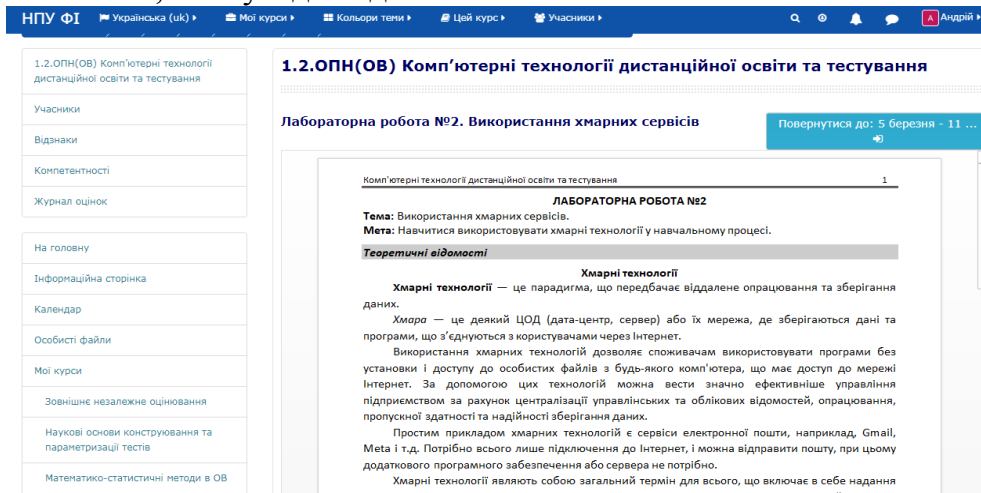 НПУ ФІ Українська (uk) Мої курси Кольори теми Цей курс Учасники А Андрій
1.2.ОПН(ОВ) Комп'ютерні технології
дистанційної освіти та тестування
Учасники
Відзнаки
Компетентності
Журнал оцінок
На головну
Інформаційна сторінка
Календар
Особисті файли
Мої курси
Зовнішнє незалежне оцінювання
Наукові основи конструювання та
параметризації тестів
Математико-статистичні методи в ОВ
1.2.ОПН(ОВ) Комп'ютерні технології дистанційної освіти та тестування
Лабораторна робота №2. Використання хмарних сервісів
Повернутися до: 5 березня - 11 ...
Комп'ютерні технології дистанційної освіти та тестування 1
ЛАБОРАТОРНА РОБОТА №2
Тема: Використання хмарних сервісів.
Мета: Навчитися використовувати хмарні технології у навчальному процесі.
Теоретичні відомості
Хмарні технології
Хмарні технології — це парадигма, що передбачає віддалене опрацювання та зберігання
даних.
Хмара — це деякий ЦОД (дата-центр, сервер) або їх мережа, де зберігаються дані та
програми, що з'єднуються з користувачами через Інтернет.
Використання хмарних технологій дозволяє споживачам використовувати програми без
установки і доступу до особистих файлів з будь-якого комп'ютера, що має доступ до мережі
Інтернет. За допомогою цих технологій можна вести значно ефективніше управління
підприємством за рахунок централізації управлінських та облікових відомостей, опрацювання,
пропускної здатності та надійності зберігання даних.
Простим прикладом хмарних технологій є сервіси електронної пошти, наприклад, Gmail,
Meta і т.д. Потрібно всього лише підключення до Інтернет, і можна відправити пошту, при цьому
додаткового програмного забезпечення або сервера не потрібно.
Хмарні технології являють собою загальний термін для всього, що включає в себе надання